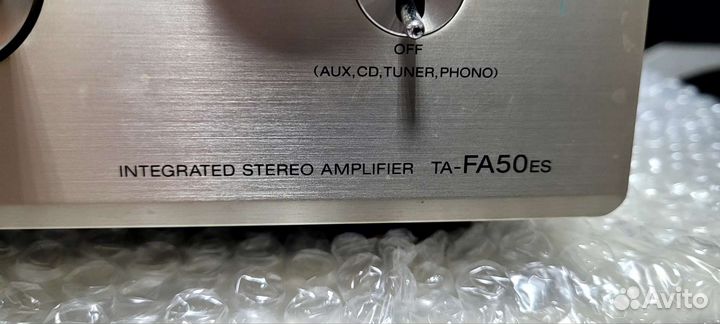 OFF
(AUX,CD,TUNER,PHONO)
INTEGRATED STEREO AMPLIFIER TA-FA50ES
Avito